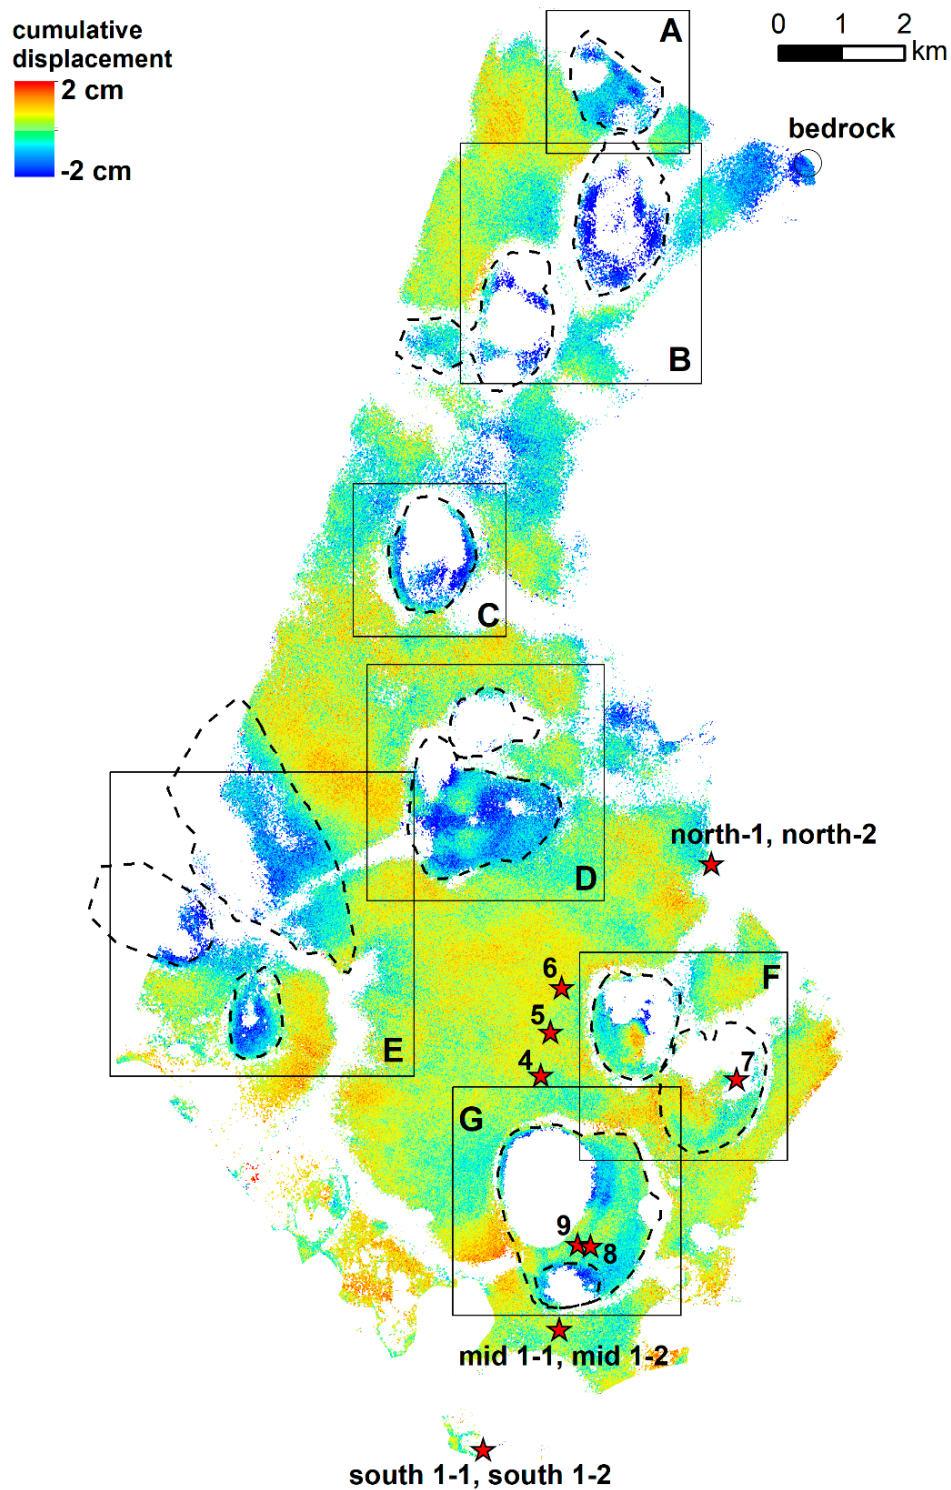 cumulative
displacement
2 cm
-2 cm
0 1 2
km
A
bedrock
B
C
D
north-1, north-2
E
F
6
5
4
7
G
9
8
mid 1-1, mid 1-2
south 1-1, south 1-2